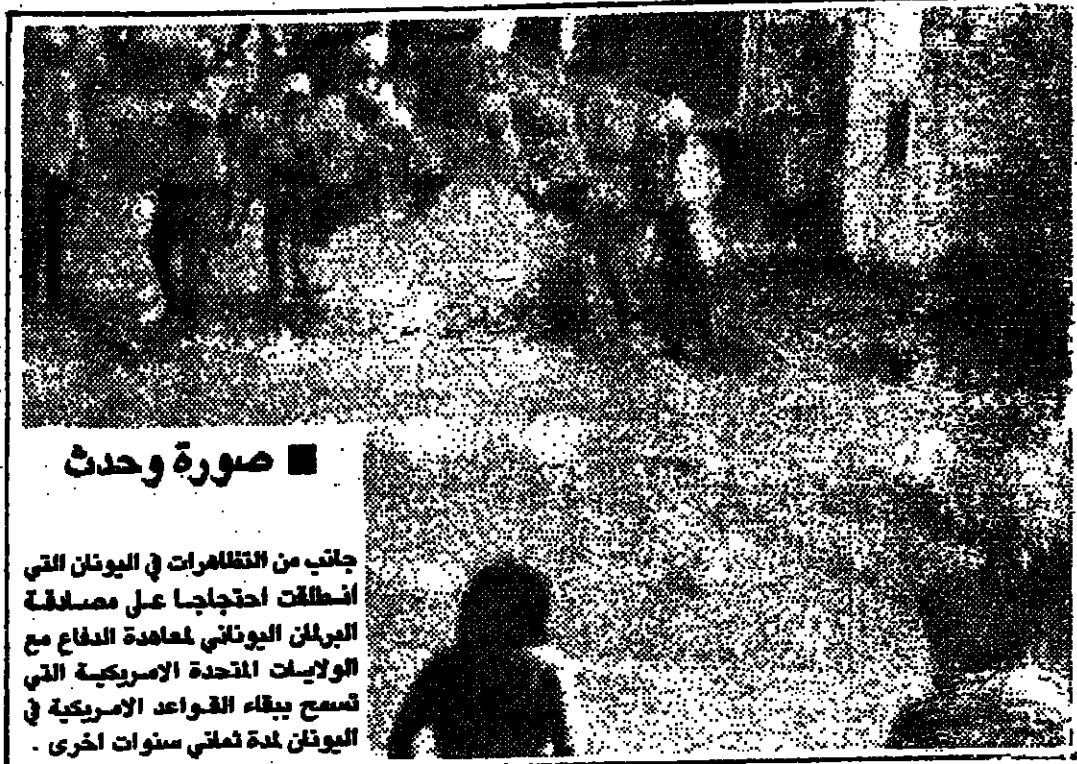 ■ صورة وحدث
جانب من التظاهرات في اليونان التي
انطلقت احتجاجا على مصادقة
البرلمان اليوناني لمعاهدة الدفاع مع
الولايات المتحدة الامريكية التي
تسمح ببقاء القواعد الامريكية في
اليونان لمدة ثماني سنوات اخرى .